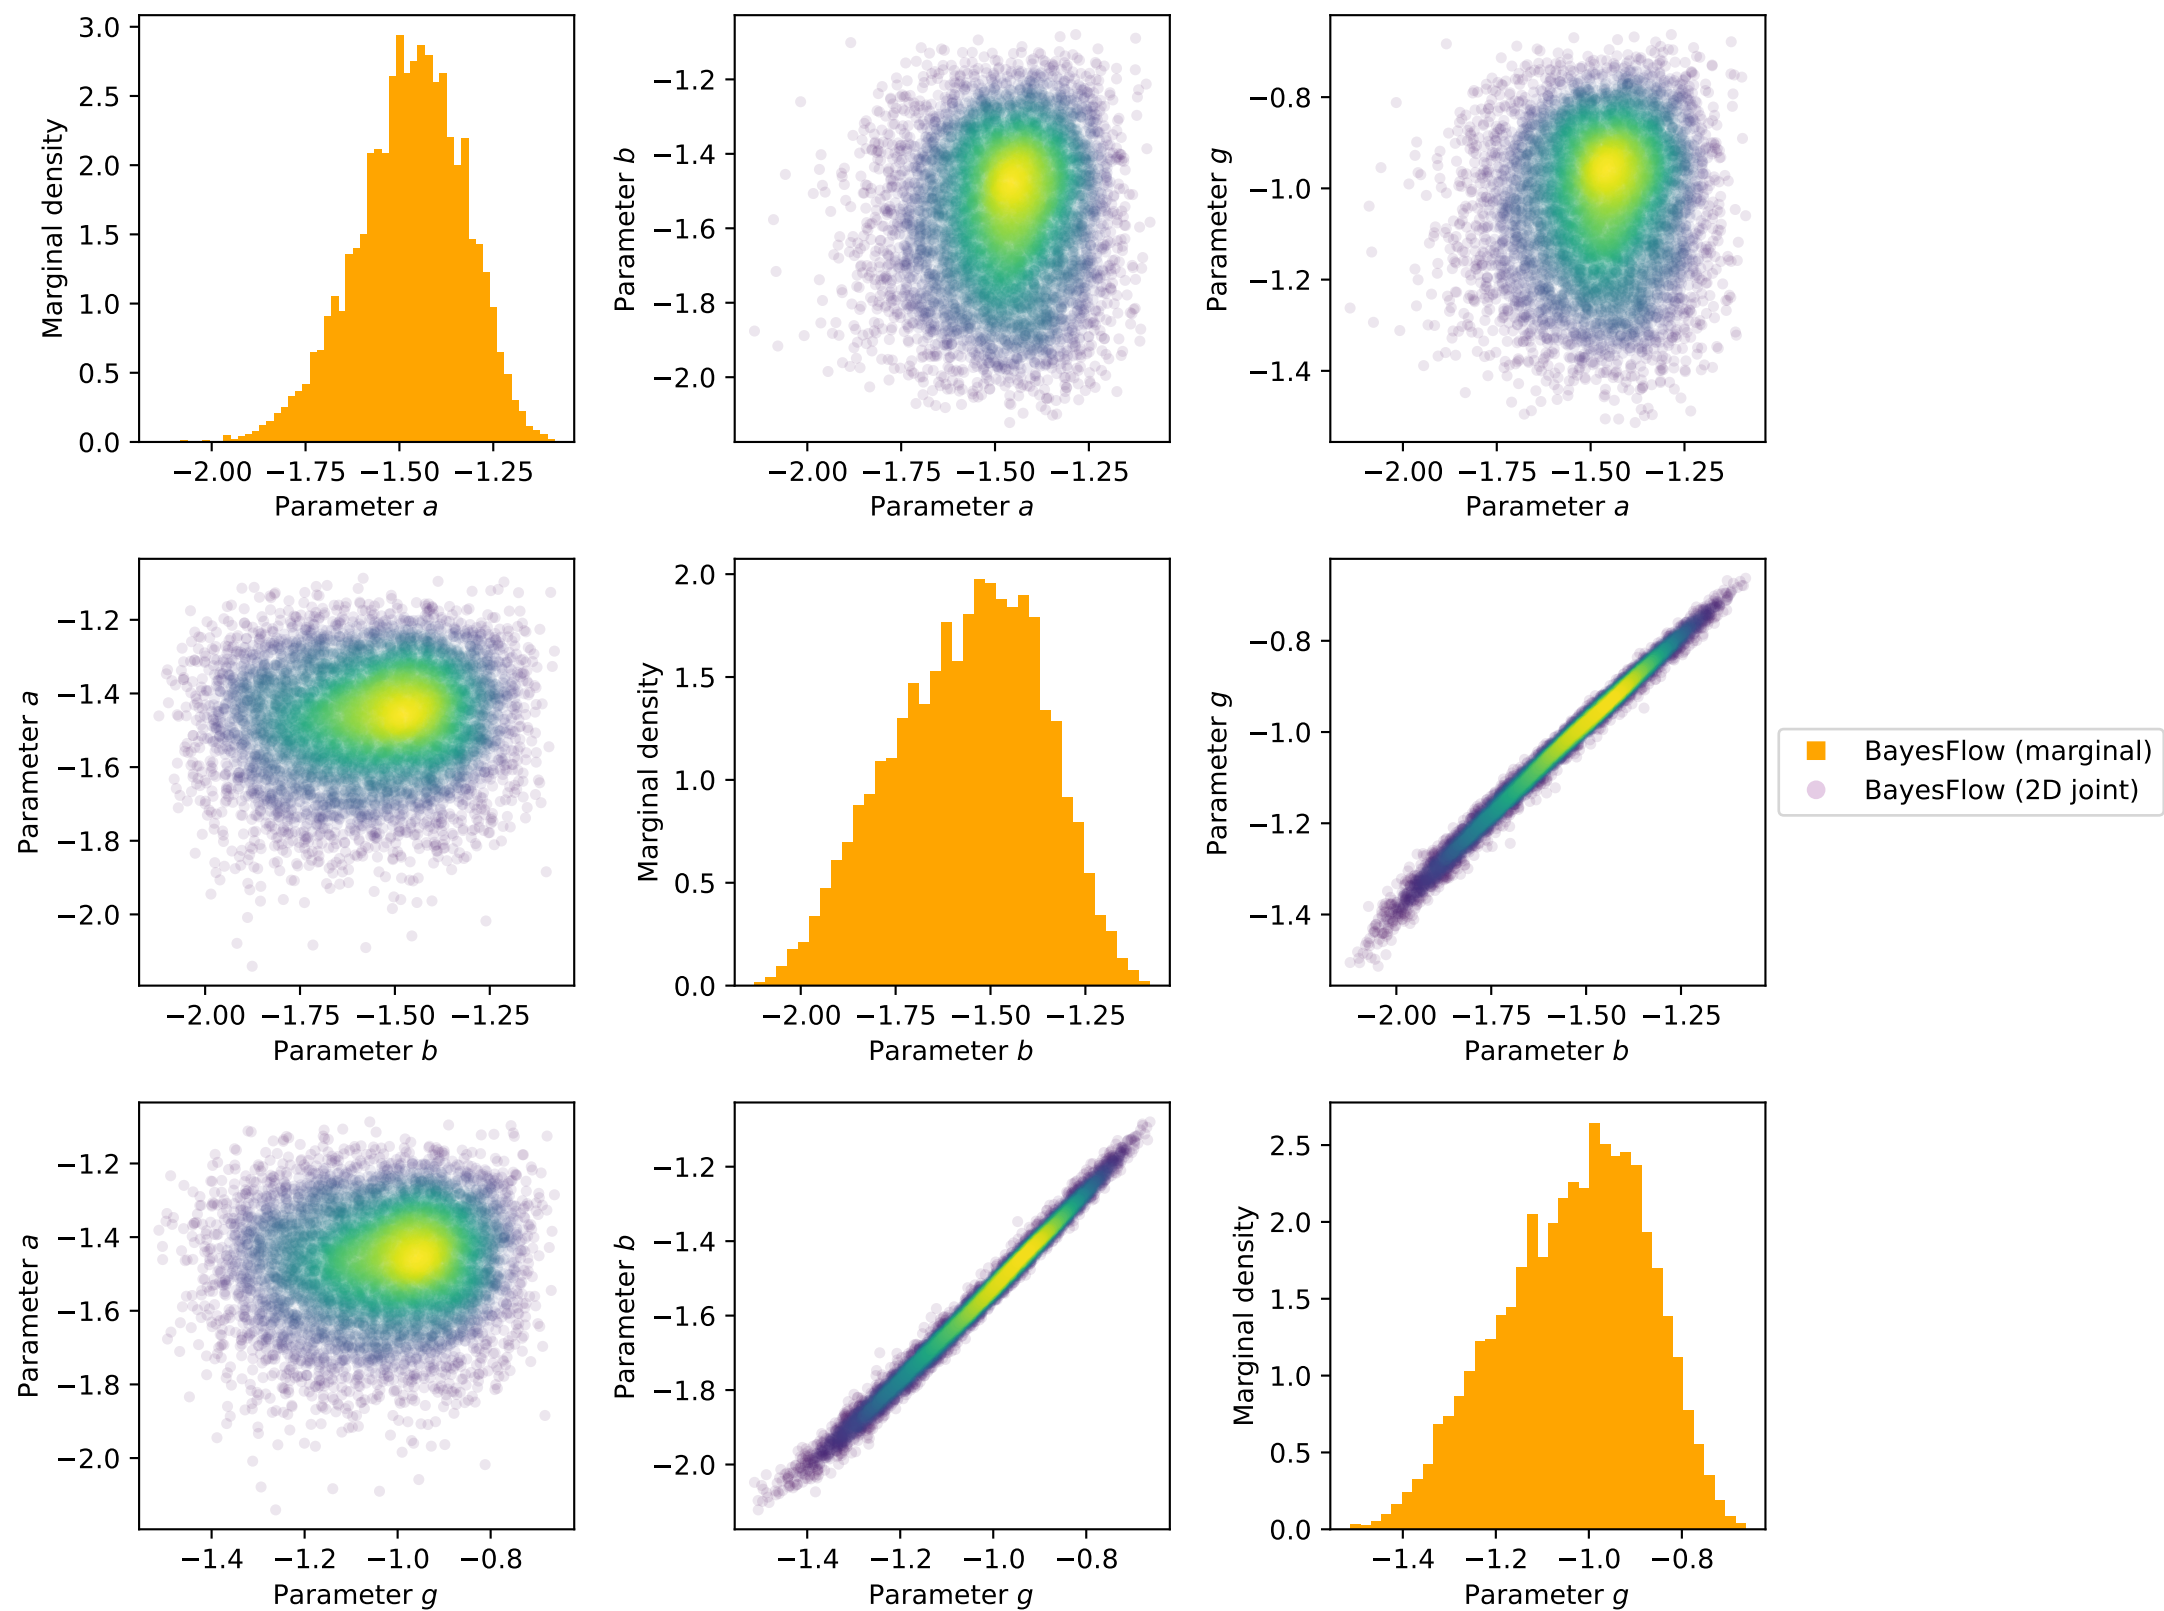 3.0
2.5
2.0
1.5
1.0
0.5
0.0
Marginal density
−2.00 −1.75 −1.50 −1.25
Parameter a
−1.2
−1.4
−1.6
−1.8
−2.0
Parameter b
−2.00 −1.75 −1.50 −1.25
Parameter a
−0.8
−1.0
−1.2
−1.4
Parameter g
−2.00 −1.75 −1.50 −1.25
Parameter a
−1.2
−1.4
−1.6
−1.8
−2.0
Parameter a
−2.00 −1.75 −1.50 −1.25
Parameter b
2.0
1.5
1.0
0.5
0.0
Marginal density
−2.00 −1.75 −1.50 −1.25
Parameter b
−0.8
−1.0
−1.2
−1.4
Parameter g
−2.00 −1.75 −1.50 −1.25
Parameter b
BayesFlow (marginal)
BayesFlow (2D joint)
−1.2
−1.4
−1.6
−1.8
−2.0
Parameter a
−1.4 −1.2 −1.0 −0.8
Parameter g
−1.2
−1.4
−1.6
−1.8
−2.0
Parameter b
−1.4 −1.2 −1.0 −0.8
Parameter g
2.5
2.0
1.5
1.0
0.5
0.0
Marginal density
−1.4 −1.2 −1.0 −0.8
Parameter g